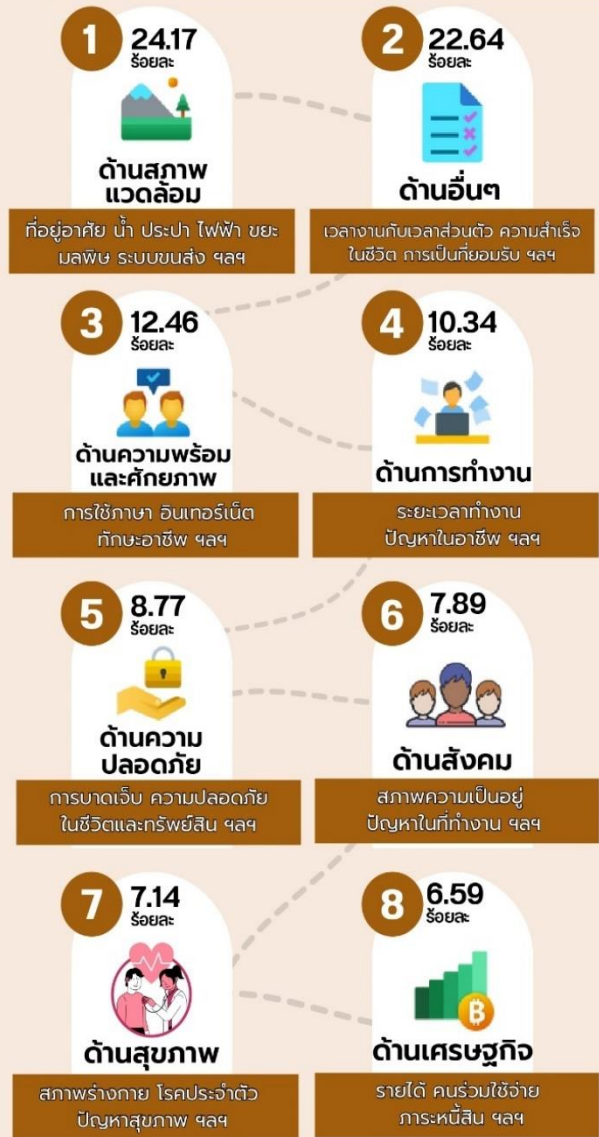 1
24.17
ร้อยละ
ด้านสภาพ
แวดล้อม
ที่อยู่อาศัย น้ำ ประปา ไฟฟ้า ขยะ
มลพิษ ระบบขนส่ง ฯลฯ
2
22.64
ร้อยละ
ด้านอื่นๆ
เวลางานกับเวลาส่วนตัว ความสำเร็จ
ในชีวิต การเป็นที่ยอมรับ ฯลฯ
3
12.46
ร้อยละ
ด้านความพร้อม
และศักยภาพ
การใช้ภาษา อินเทอร์เน็ต
ทักษะอาชีพ ฯลฯ
4
10.34
ร้อยละ
ด้านการทำงาน
ระยะเวลาทำงาน
ปัญหาในอาชีพ ฯลฯ
5
8.77
ร้อยละ
ด้านความ
ปลอดภัย
การบาดเจ็บ ความปลอดภัย
ในชีวิตและทรัพย์สิน ฯลฯ
6
7.89
ร้อยละ
ด้านสังคม
สภาพความเป็นอยู่
ปัญหาในที่ทำงาน ฯลฯ
7
7.14
ร้อยละ
ด้านสุขภาพ
สภาพร่างกาย โรคประจำตัว
ปัญหาสุขภาพ ฯลฯ
8
6.59
ร้อยละ
ด้านเศรษฐกิจ
รายได้ คนร่วมใช้จ่าย
ภาระหนี้สิน ฯลฯ